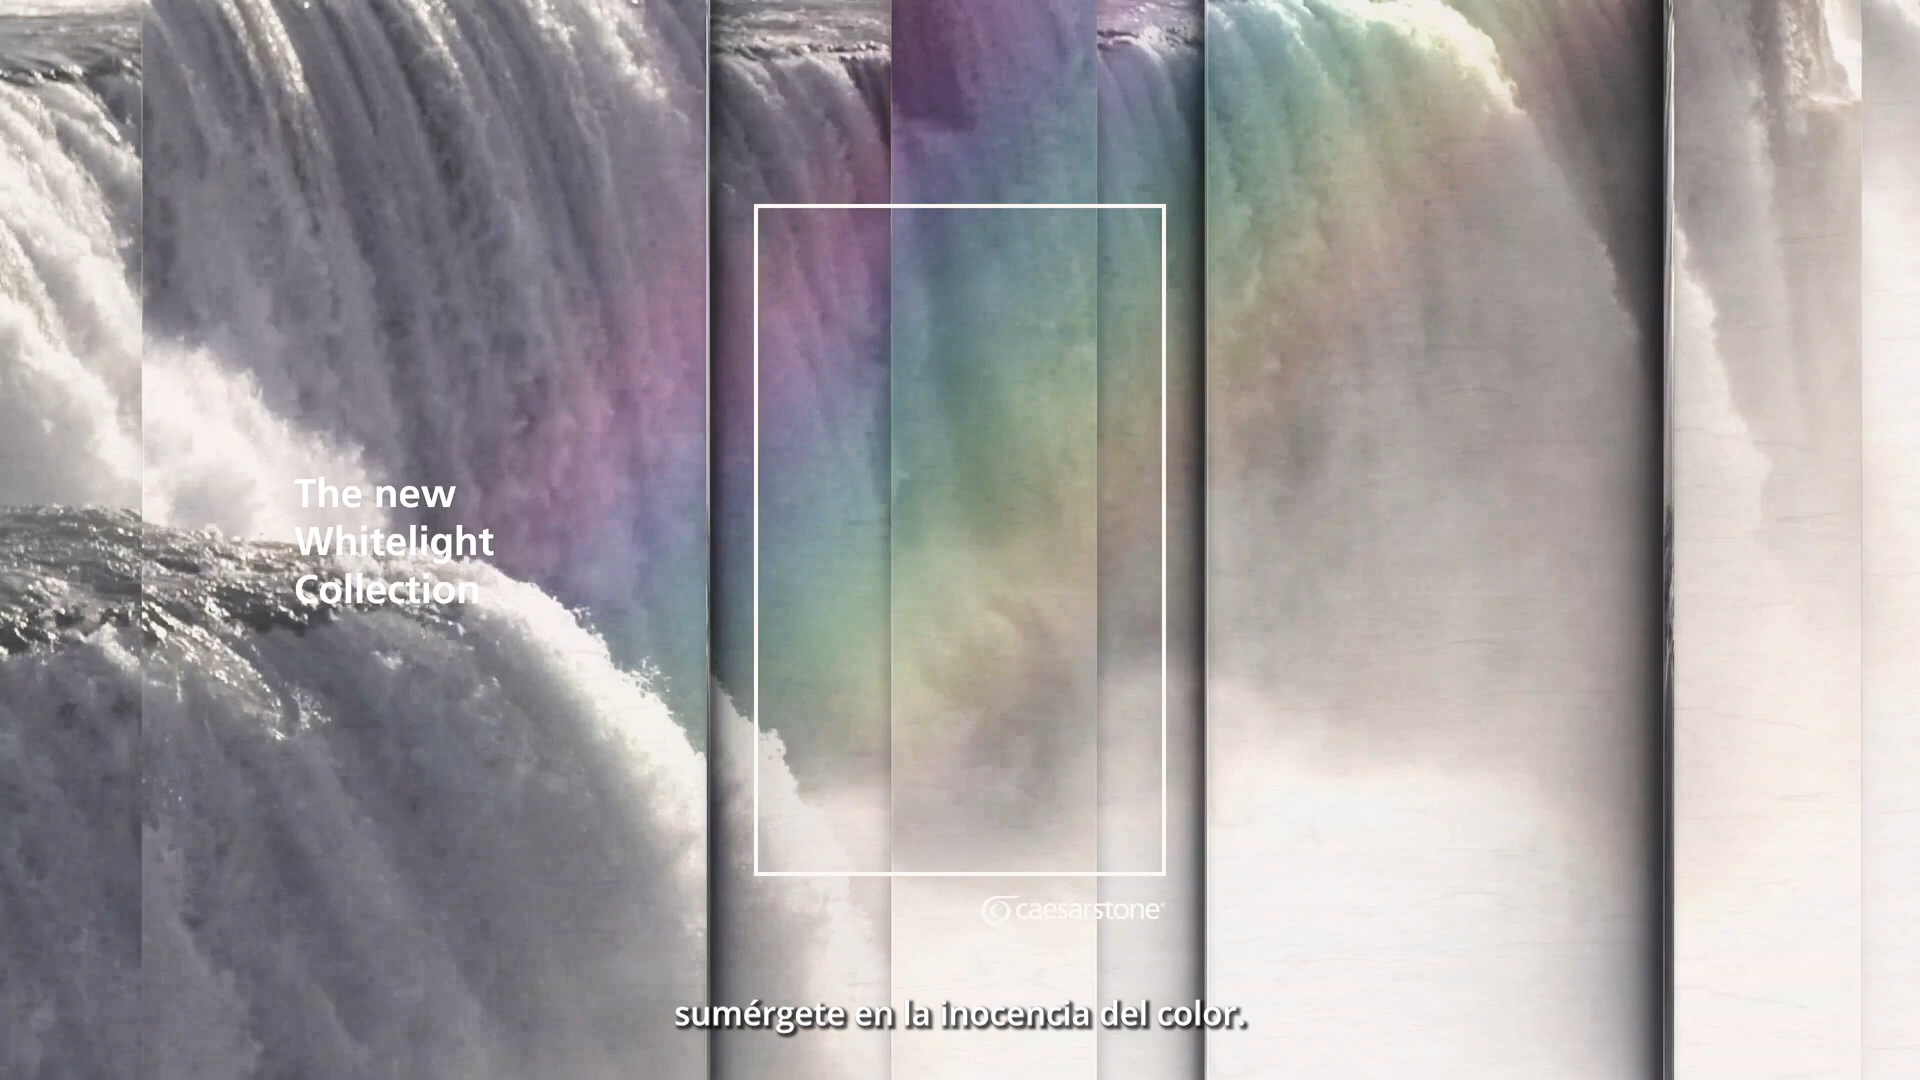 The new
Whitelight
Collection
caesarstone
sumérgete en la inocencia del color.